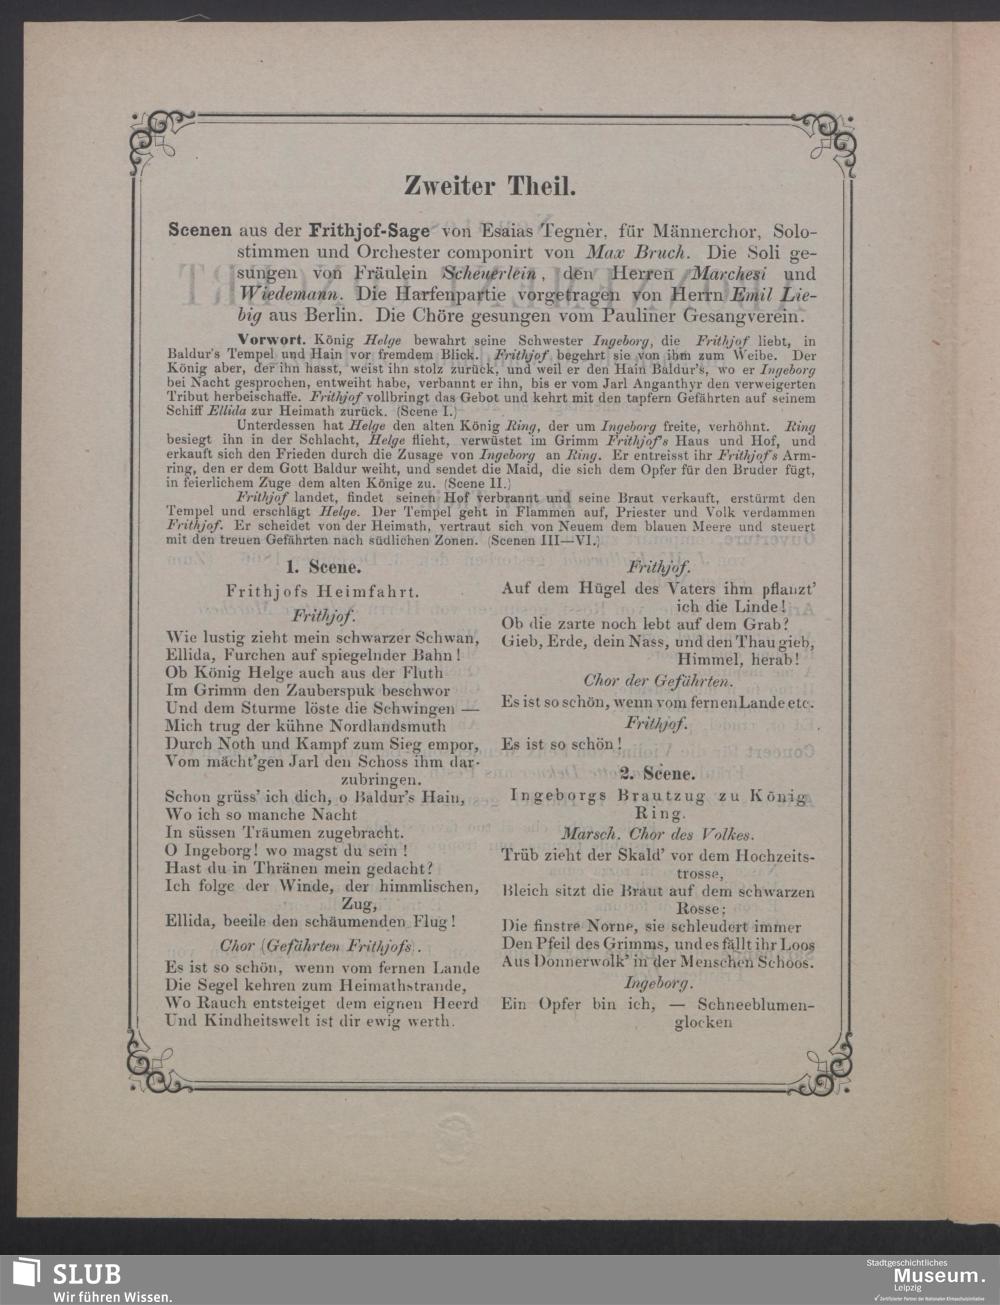 Zweiter Theil.
Scenen aus der Frithjof-Sage von Esaias Tegnèr, für Männerchor, Solo-
stimmen und Orchester componirt von Max Bruch. Die Soli ge-
sungen von Fräulein Scheuerlein, den Herren Marchesi und
Wiedemann. Die Harfenpartie vorgetragen von Herrn Emil Lie-
big aus Berlin. Die Chöre gesungen vom Pauliner Gesangverein.
Vorwort. König Helge bewahrt seine Schwester Ingeborg, die Frithjof liebt, in
Baldur's Tempel und Hain vor fremdem Blick. Frithjof begehrt sie von ihm zum Weibe. Der
König aber, der ihn hasst, weist ihn stolz zurück, und weil er den Hain Baldur's, wo er Ingeborg
bei Nacht gesprochen, entweiht habe, verbannt er ihn, bis er vom Jarl Anganthyr den verweigerten
Tribut herbeischaffe. Frithjof vollbringt das Gebot und kehrt mit den tapfern Gefährten auf seinem
Schiff Ellida zur Heimath zurück. (Scene I.)
Unterdessen hat Helge den alten König Ring, der um Ingeborg freite, verhöhnt. Ring
besiegt ihn in der Schlacht, Helge flieht, verwüstet im Grimm Frithjof's Haus und Hof, und
erkauft sich den Frieden durch die Zusage von Ingeborg an Ring. Er entreisst ihr Frithjofs Arm-
ring, den er dem Gott Baldur weiht, und sendet die Maid, die sich dem Opfer für den Bruder fügt,
in feierlichem Zuge dem alten Könige zu. (Scene II.)
Frithjof landet, findet seinen Hof verbrannt und seine Braut verkauft, erstürmt den
Tempel und erschlägt Helge. Der Tempel geht in Flammen auf, Priester und Volk verdammen
Frithjof. Er scheidet von der Heimath, vertraut sich von Neuem dem blauen Meere und steuert
mit den treuen Gefährten nach südlichen Zonen. (Scenen III—VI.)
1. Scene.
Frithjofs Heimfahrt.
Frithjof.
Wie lustig zieht mein schwarzer Schwan,
Ellida, Furchen auf spiegelnder Bahn!
Ob König Helge auch aus der Fluth
Im Grimm den Zauberspuk beschwor
Und dem Sturme löste die Schwingen —
Mich trug der kühne Nordlandsmuth
Durch Noth und Kampf zum Sieg empor,
Vom mächt'gen Jarl den Schoss ihm dar-
zubringen.
Schon grüss' ich dich, o Baldur's Hain,
Wo ich so manche Nacht
In süssen Träumen zugebracht.
O Ingeborg! wo magst du sein!
Hast du in Thränen mein gedacht?
Ich folge der Winde, der himmlischen,
Zug,
Ellida, beeile den schäumenden Flug!
Chor (Gefährten Frithjofs).
Es ist so schön, wenn vom fernen Lande
Die Segel kehren zum Heimathstrande,
Wo Rauch entsteiget dem eignen Heerd
Und Kindheitswelt ist dir ewig werth.
Frithjof.
Auf dem Hügel des Vaters ihm pflanzt'
ich die Linde!
Ob die zarte noch lebt auf dem Grab?
Gieb, Erde, dein Nass, und den Thau gieb,
Himmel, herab!
Chor der Gefährten.
Es ist so schön, wenn vom fernen Lande etc.
Frithjof.
Es ist so schön!
2. Scene.
Ingeborgs Brautzug zu König
Ring.
Marsch. Chor des Volkes.
Trüb zieht der Skald' vor dem Hochzeits-
trosse,
Bleich sitzt die Braut auf dem schwarzen
Rosse;
Die finstre Norne, sie schleudert immer
Den Pfeil des Grimms, und es fällt ihr Loos
Aus Donnerwolk' in der Menschen Schoos.
Ingeborg.
Ein Opfer bin ich, — Schneeblumen-
glocken
SLUB
Wir führen Wissen.
Stadtgeschichtliches
Museum.
Leipzig
Zertifizierter Partner der Nationalen Klimaschutzinitiative